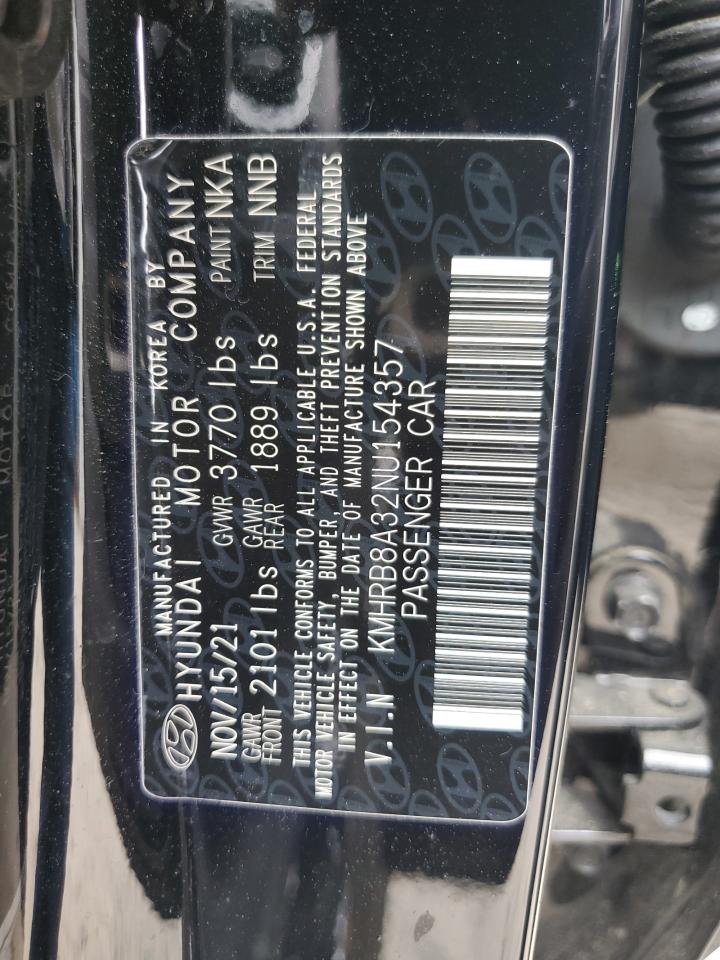 MANUFACTURED IN KOREA BY
HYUNDAI MOTOR COMPANY
NOV/15/21 GVWR 3770 lbs PAINT NKA
GAWR FRONT 2101 lbs GAWR REAR 1889 lbs TRIM NNB
THIS VEHICLE CONFORMS TO ALL APPLICABLE U.S.A. FEDERAL
MOTOR VEHICLE SAFETY, BUMPER AND THEFT PREVENTION STANDARDS
IN EFFECT ON THE DATE OF MANUFACTURE SHOWN ABOVE
V.I.N KMHRB8A32NU154357
PASSENGER CAR